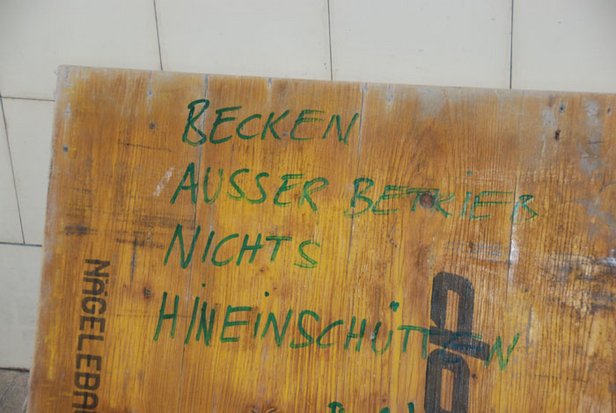 BECKEN
AUSSER BETRIEB
NICHTS
HINEINSCHÜTTEN
NÄGELEBA